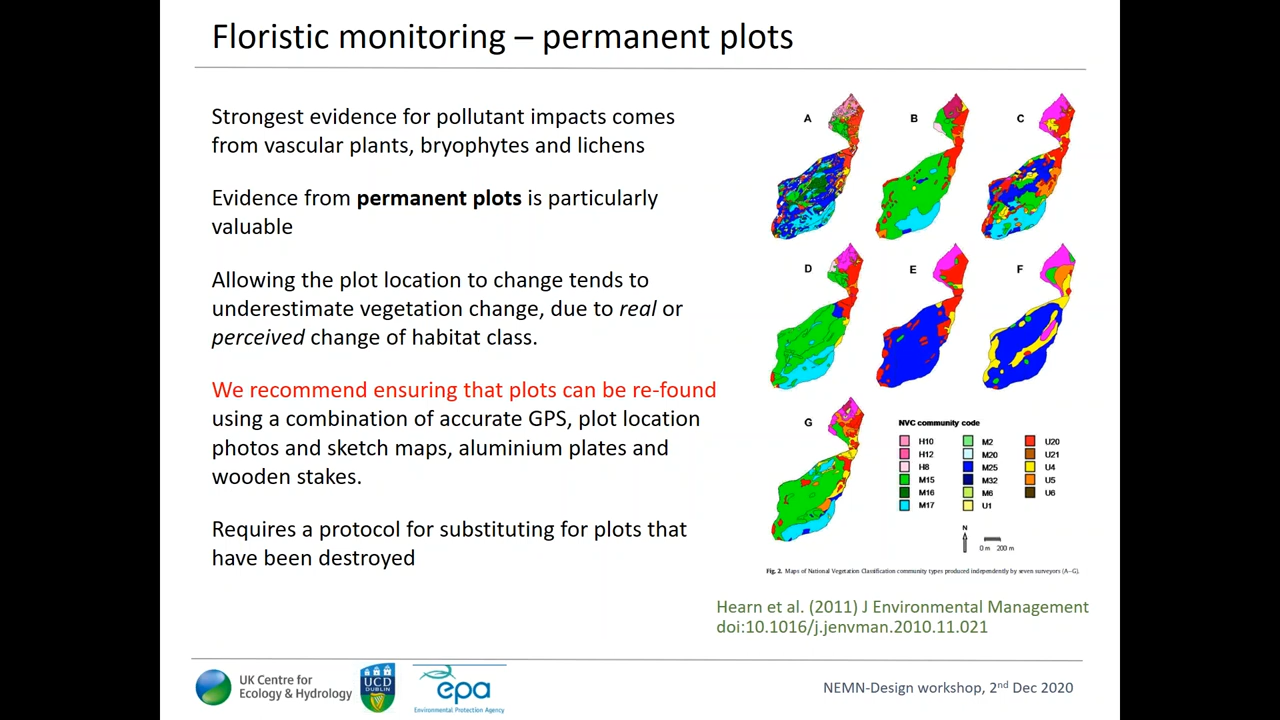 Floristic monitoring – permanent plots
Strongest evidence for pollutant impacts comes
from vascular plants, bryophytes and lichens
Evidence from permanent plots is particularly
valuable
Allowing the plot location to change tends to
underestimate vegetation change, due to real or
perceived change of habitat class.
We recommend ensuring that plots can be re-found
using a combination of accurate GPS, plot location
photos and sketch maps, aluminium plates and
wooden stakes.
Requires a protocol for substituting for plots that
have been destroyed
A
B
C
D
E
F
G
NVC community code
H10
H12
H8
M15
M16
M17
M2
M20
M25
M32
M6
U1
U20
U21
U4
U5
U6
N
0 m 200 m
Fig. 2. Maps of National Vegetation Classification community types produced independently by seven surveyors (A–G).
Hearn et al. (2011) J Environmental Management
doi:10.1016/j.jenvman.2010.11.021
UK Centre for
Ecology & Hydrology
UCD
DUBLIN
epa
Environmental Protection Agency
NEMN-Design workshop, 2nd Dec 2020